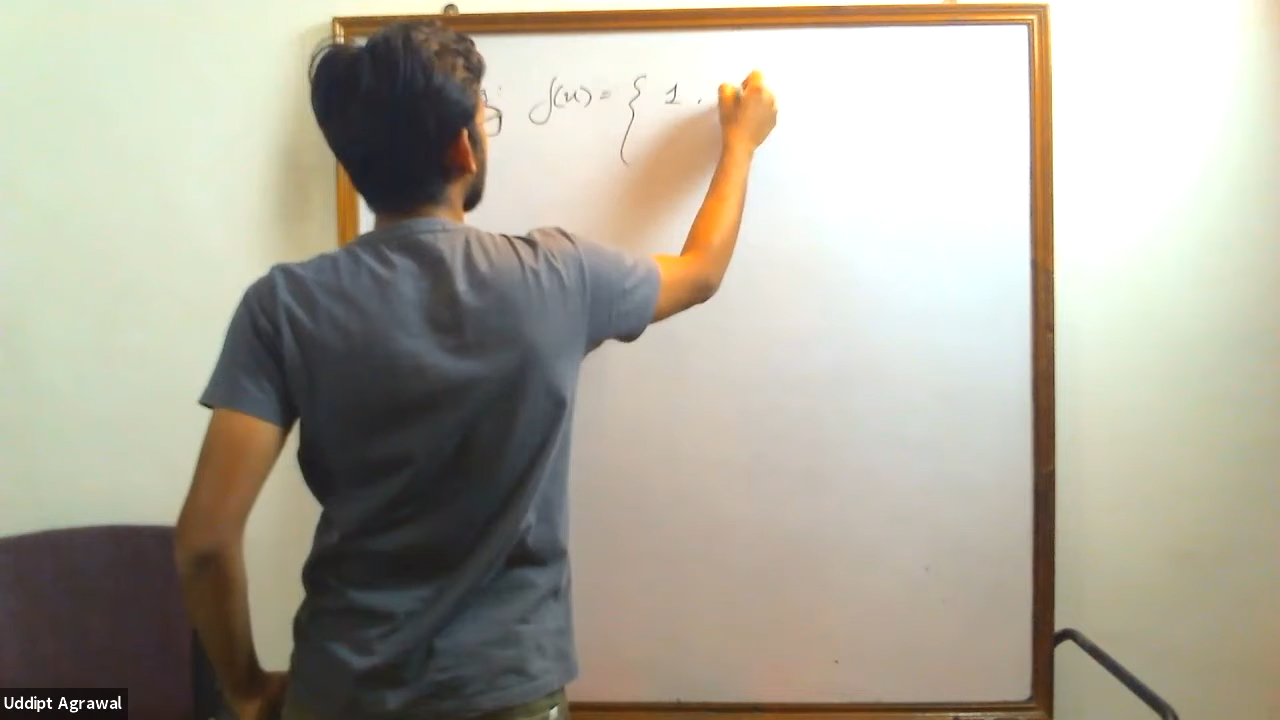 f(x) = { 1 .
Uddipt Agrawal